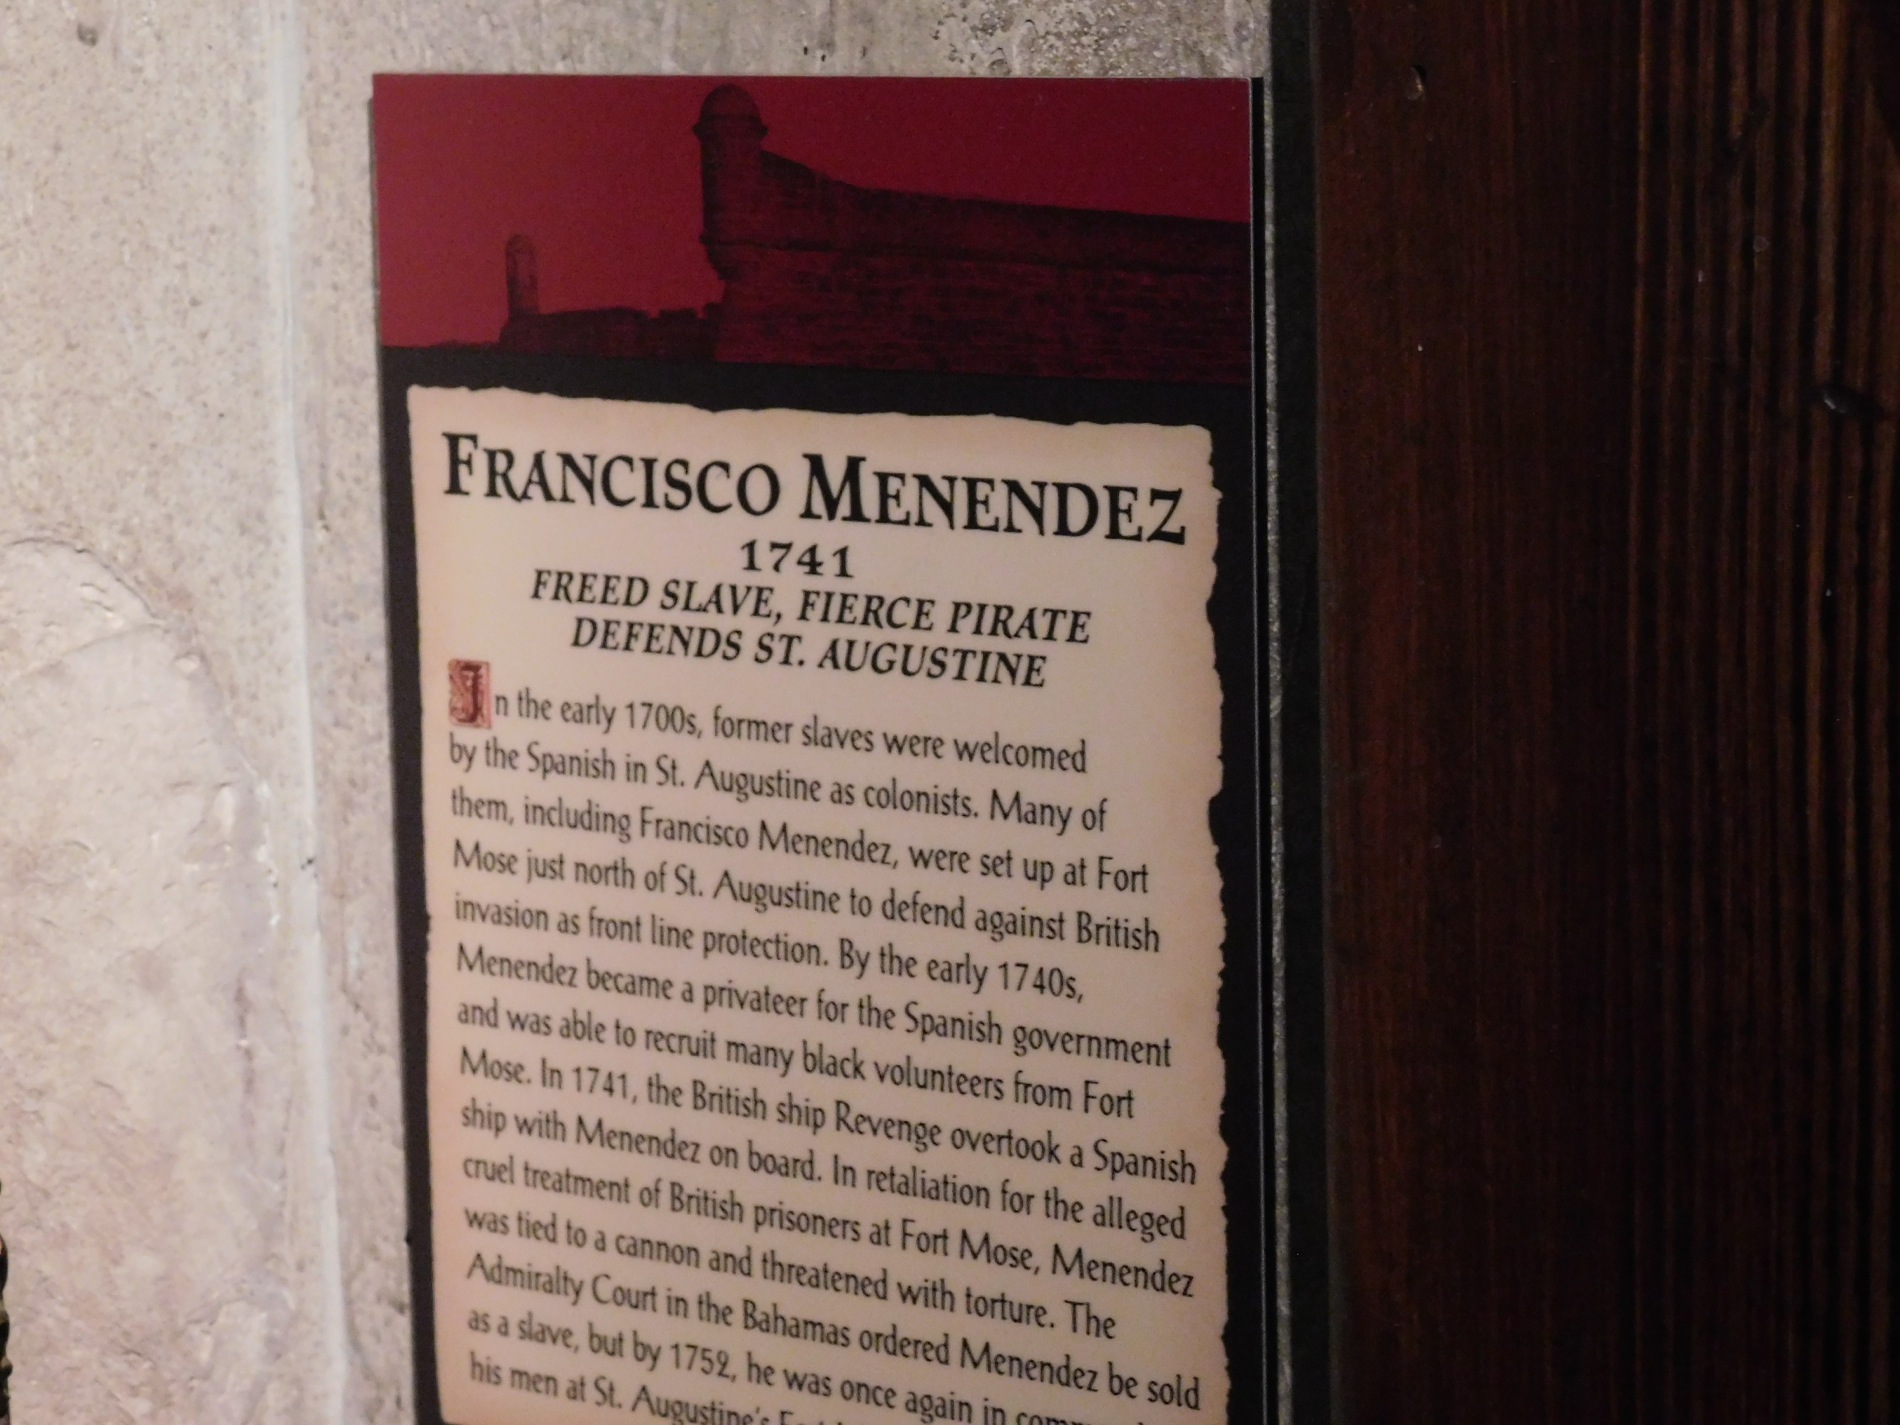 FRANCISCO MENENDEZ
1741
FREED SLAVE, FIERCE PIRATE
DEFENDS ST. AUGUSTINE
In the early 1700s, former slaves were welcomed
by the Spanish in St. Augustine as colonists. Many of
them, including Francisco Menendez, were set up at Fort
Mose just north of St. Augustine to defend against British
invasion as front line protection. By the early 1740s,
Menendez became a privateer for the Spanish government
and was able to recruit many black volunteers from Fort
Mose. In 1741, the British ship Revenge overtook a Spanish
ship with Menendez on board. In retaliation for the alleged
cruel treatment of British prisoners at Fort Mose, Menendez
was tied to a cannon and threatened with torture. The
Admiralty Court in the Bahamas ordered Menendez be sold
as a slave, but by 1752, he was once again in
his men at St. Augustine's